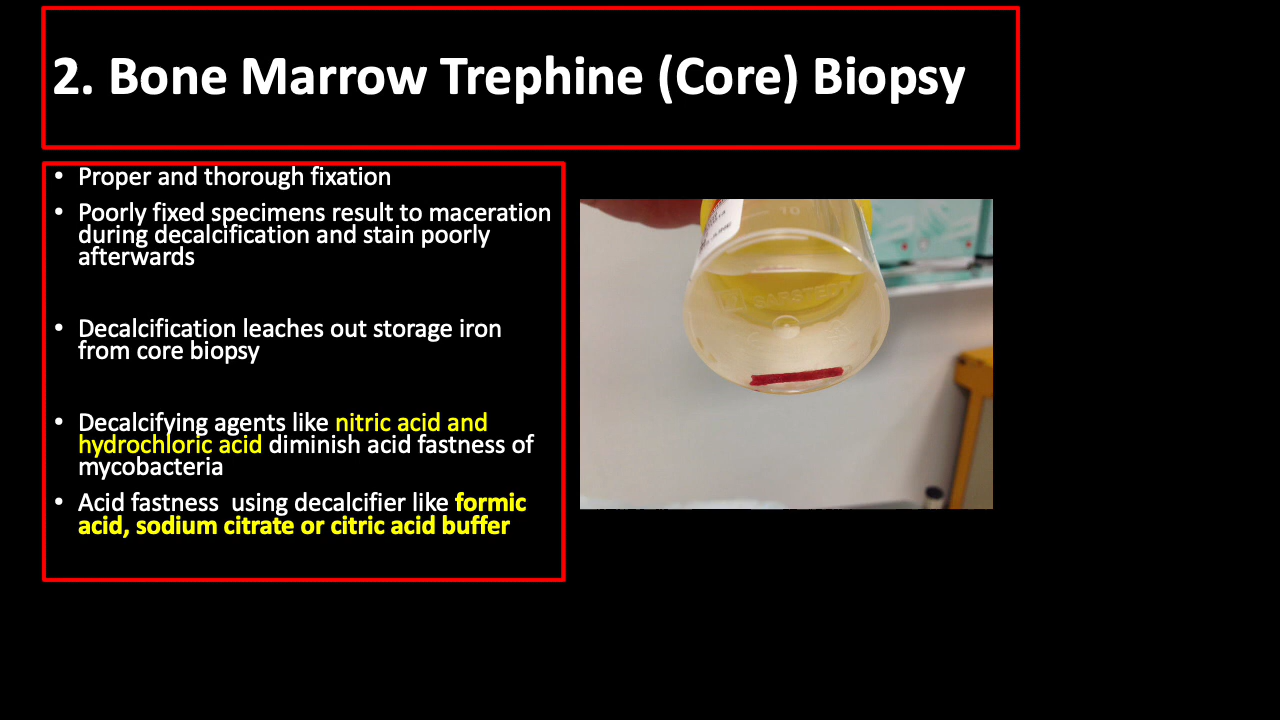 2. Bone Marrow Trephine (Core) Biopsy
• Proper and thorough fixation
• Poorly fixed specimens result to maceration
during decalcification and stain poorly
afterwards
• Decalcification leaches out storage iron
from core biopsy
• Decalcifying agents like nitric acid and
hydrochloric acid diminish acid fastness of
mycobacteria
• Acid fastness  using decalcifier like formic
acid, sodium citrate or citric acid buffer
10
SARSTEDT